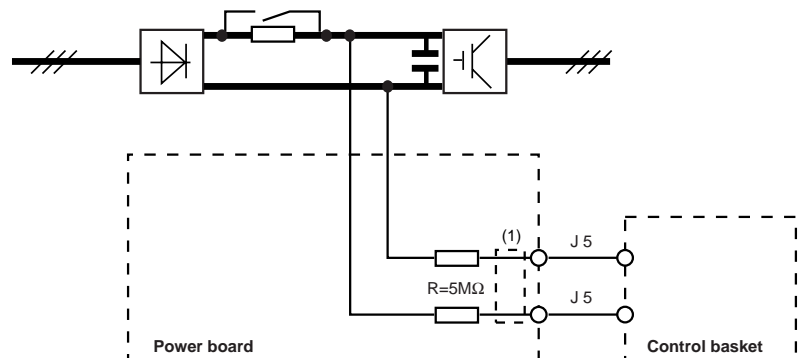 (1)
J 5
R=5MΩ
J 5
Power board
Control basket